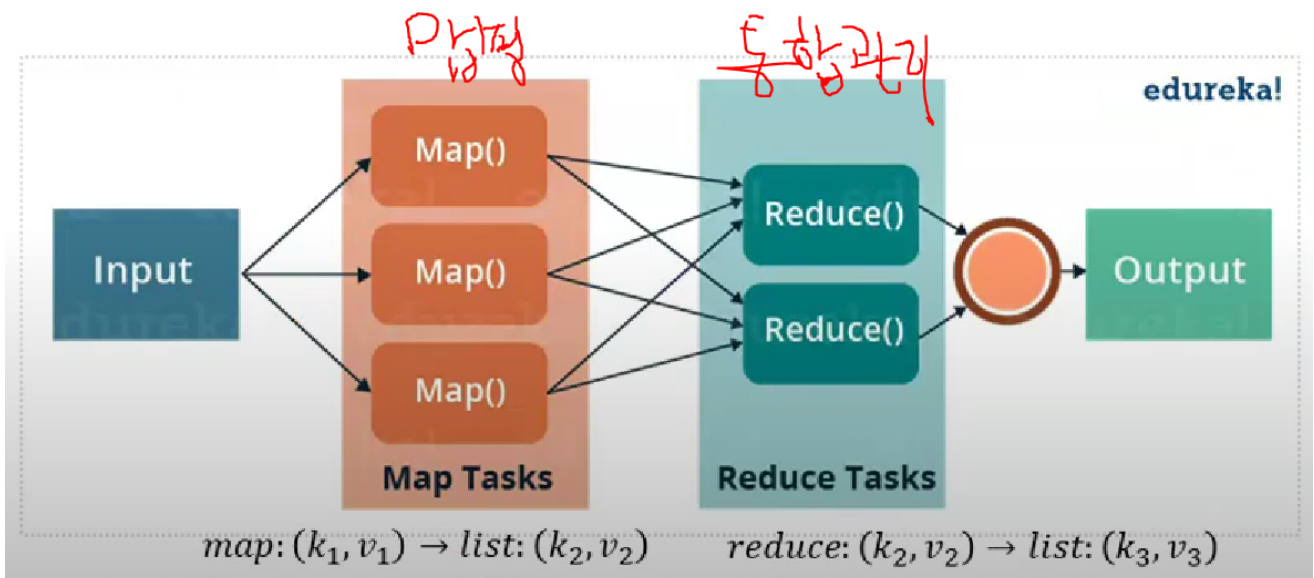 맵핑
통합관리
edureka!
Input
Map()
Map()
Map()
Map Tasks
Reduce()
Reduce()
Reduce Tasks
Output
map: (k₁, v₁) → list: (k₂, v₂)
reduce: (k₂, v₂) → list: (k₃, v₃)